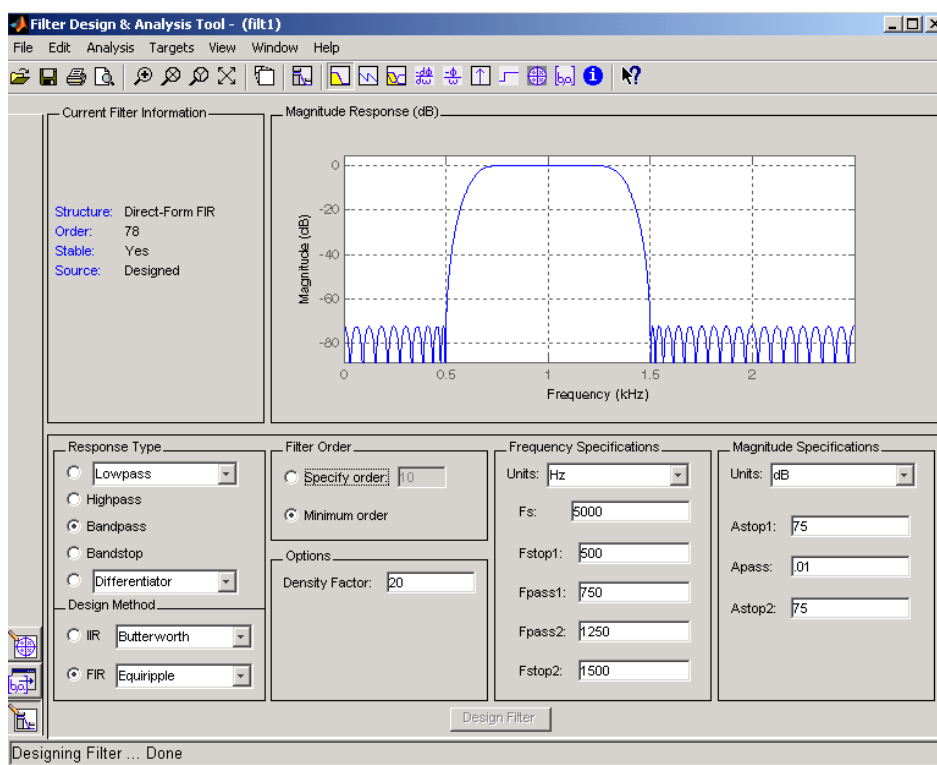 Filter Design & Analysis Tool - (filt1)
File Edit Analysis Targets View Window Help
Current Filter Information
Structure: Direct-Form FIR
Order: 78
Stable: Yes
Source: Designed
Magnitude Response (dB)
Magnitude (dB)
0
-20
-40
-60
-80
0 0.5 1 1.5 2
Frequency (kHz)
Response Type
Lowpass
Highpass
Bandpass
Bandstop
Differentiator
Design Method
IIR Butterworth
FIR Equiripple
Filter Order
Specify order: 10
Minimum order
Options
Density Factor: 20
Frequency Specifications
Units: Hz
Fs: 5000
Fstop1: 500
Fpass1: 750
Fpass2: 1250
Fstop2: 1500
Magnitude Specifications
Units: dB
Astop1: 75
Apass: .01
Astop2: 75
Design Filter
Designing Filter ... Done